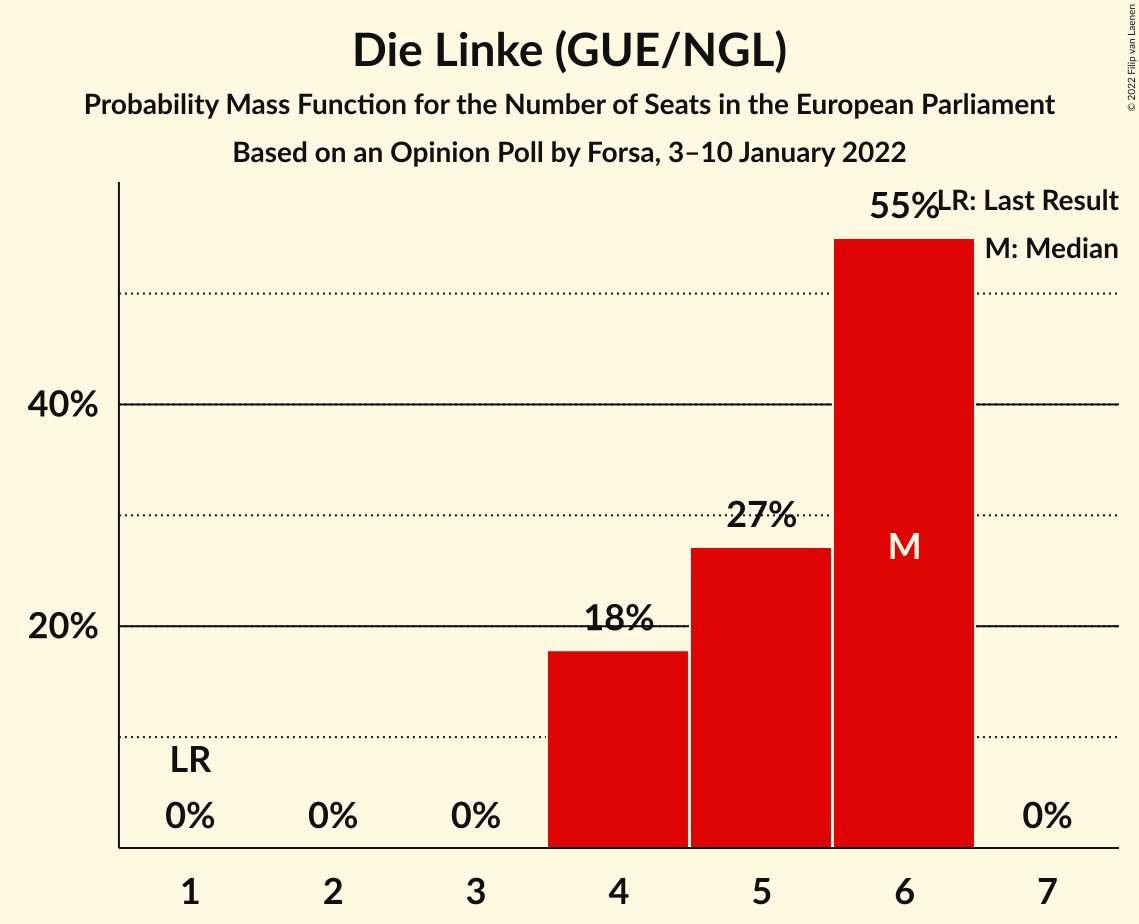 Die Linke (GUE/NGL)
Probability Mass Function for the Number of Seats in the European Parliament
Based on an Opinion Poll by Forsa, 3–10 January 2022
© 2022 Filip van Laenen
LR: Last Result
M: Median
55%
40%
27%
M
20%
18%
LR
0%
0%
0%
0%
1
2
3
4
5
6
7